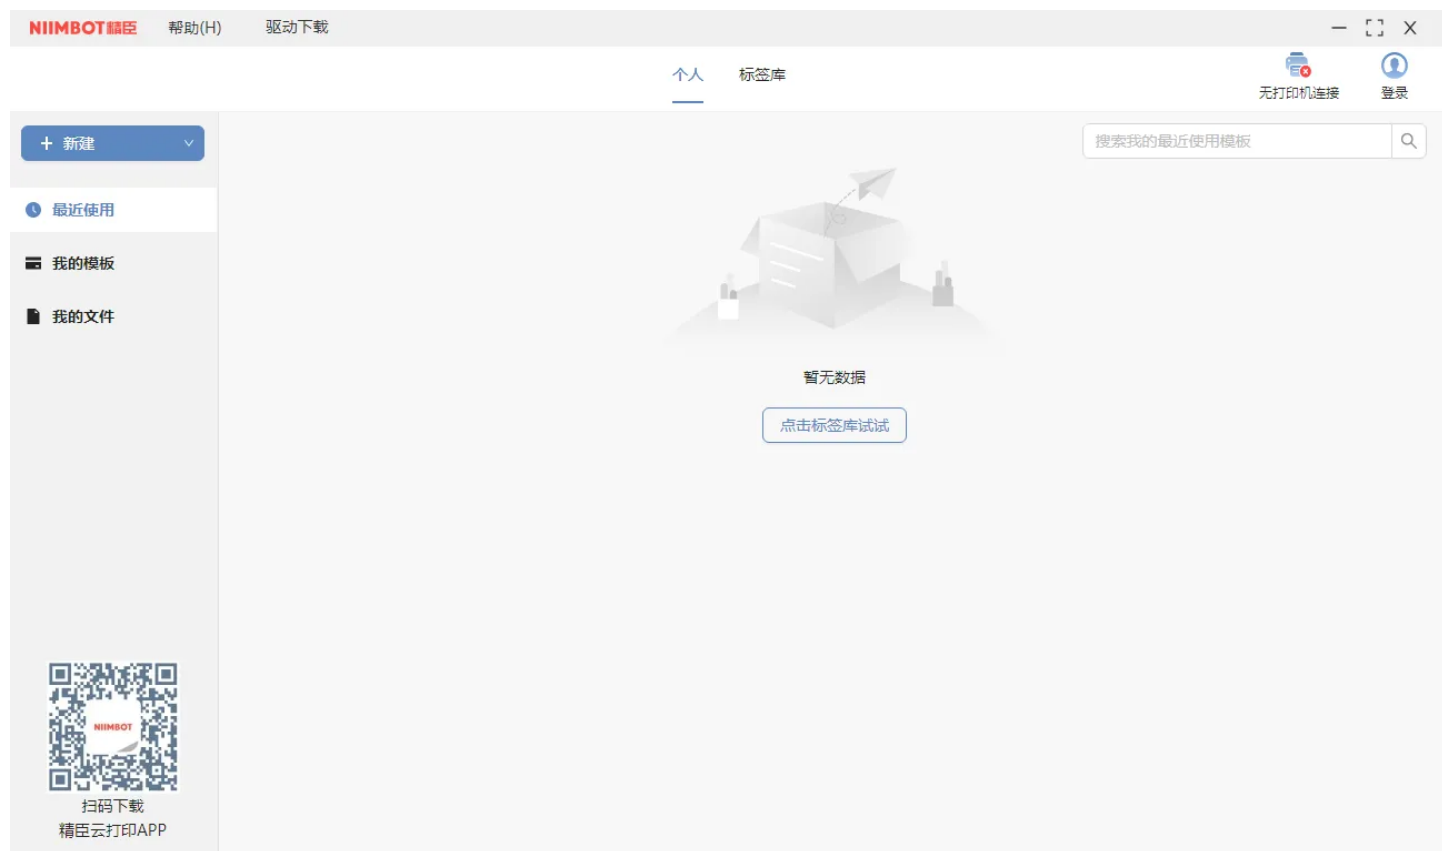 NIIMBOT精臣 帮助(H) 驱动下载
个人 标签库
无打印机连接 登录
新建
搜索我的最近使用模板
最近使用
我的模板
我的文件
暂无数据
点击标签库试试
NIIMBOT
扫码下载
精臣云打印APP